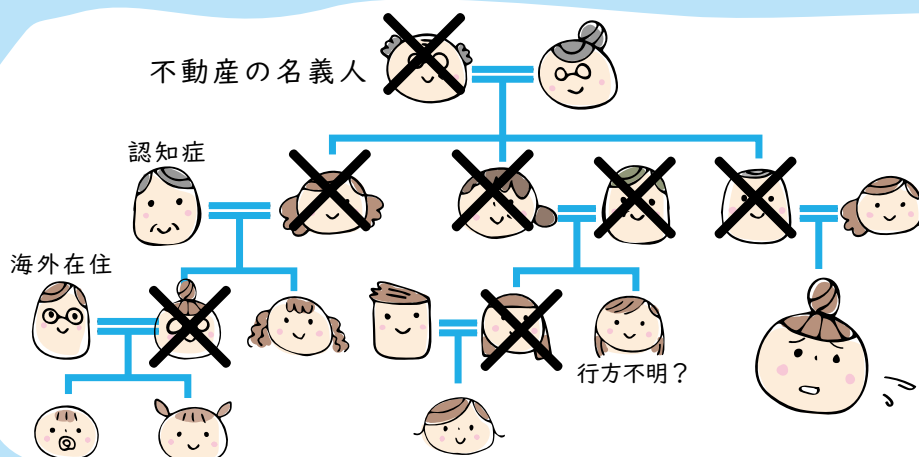 不動産の名義人
認知症
海外在住
行方不明？